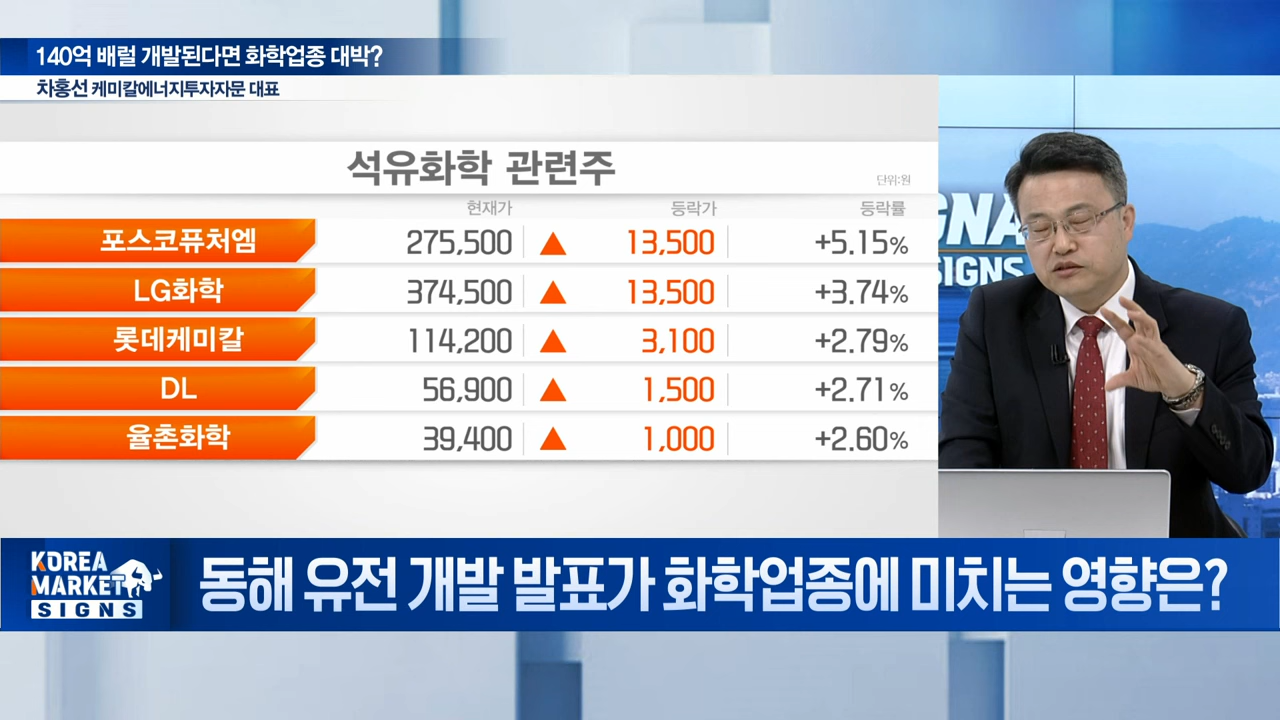 140억 배럴 개발된다면 화학업종 대박?
차홍선 케미칼에너지투자자문 대표
석유화학 관련주
단위:원
현재가 등락가 등락률
포스코퓨처엠 275,500 ▲ 13,500 +5.15%
LG화학 374,500 ▲ 13,500 +3.74%
롯데케미칼 114,200 ▲ 3,100 +2.79%
DL 56,900 ▲ 1,500 +2.71%
율촌화학 39,400 ▲ 1,000 +2.60%
GNA
SIGNS
KOREA
MARKET
SIGNS
동해 유전 개발 발표가 화학업종에 미치는 영향은?